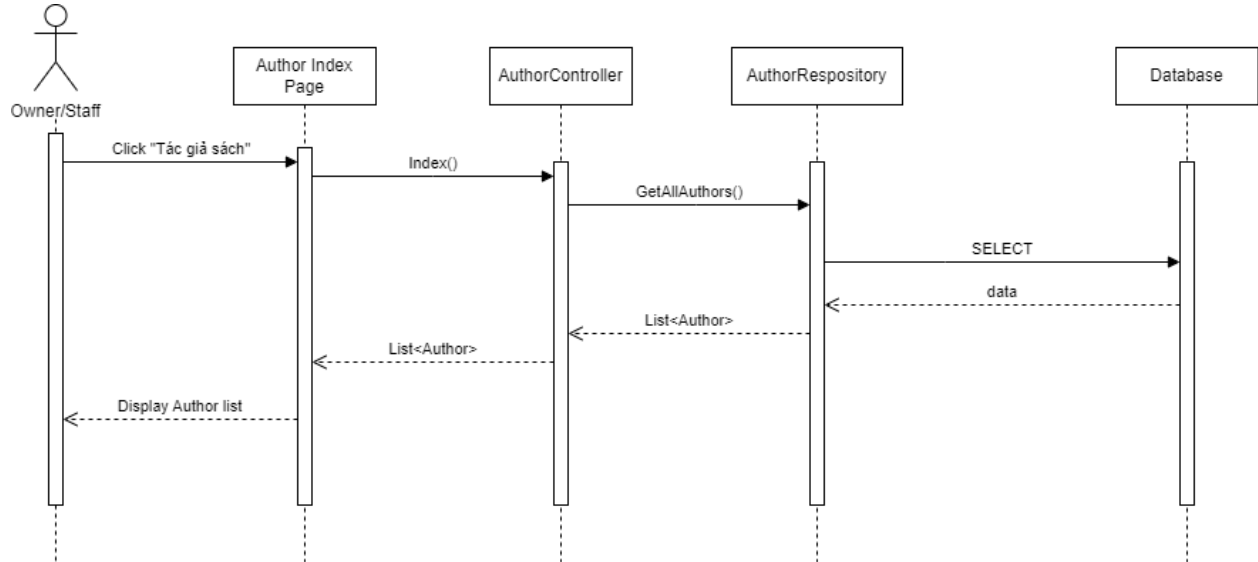 Owner/Staff
Author Index
Page
AuthorController
AuthorRespository
Database
Click "Tác giả sách"
Index()
GetAllAuthors()
SELECT
data
List<Author>
List<Author>
Display Author list